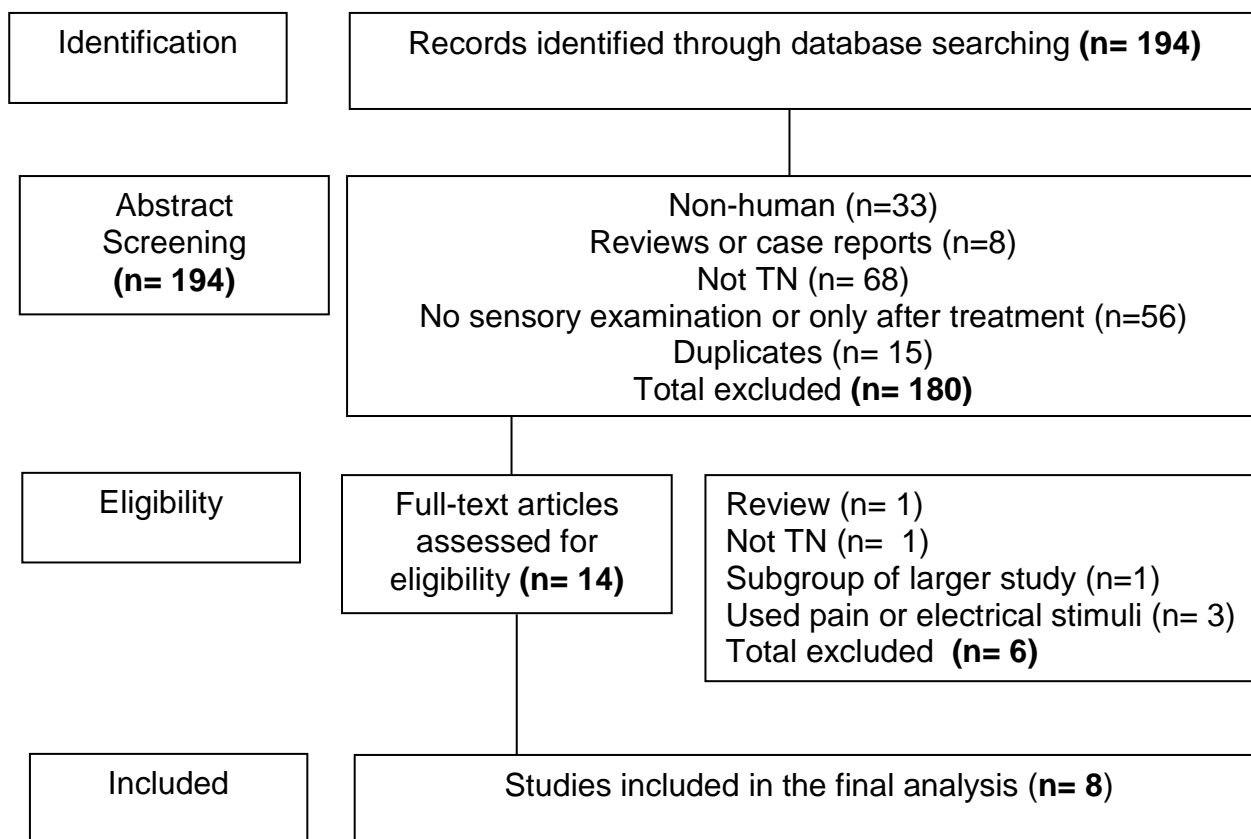 Identification
Records identified through database searching (n= 194)
Abstract
Screening
(n= 194)
Non-human (n=33)
Reviews or case reports (n=8)
Not TN (n= 68)
No sensory examination or only after treatment (n=56)
Duplicates (n= 15)
Total excluded (n= 180)
Eligibility
Full-text articles
assessed for
eligibility (n= 14)
Review (n= 1)
Not TN (n=  1)
Subgroup of larger study (n=1)
Used pain or electrical stimuli (n= 3)
Total excluded  (n= 6)
Included
Studies included in the final analysis (n= 8)